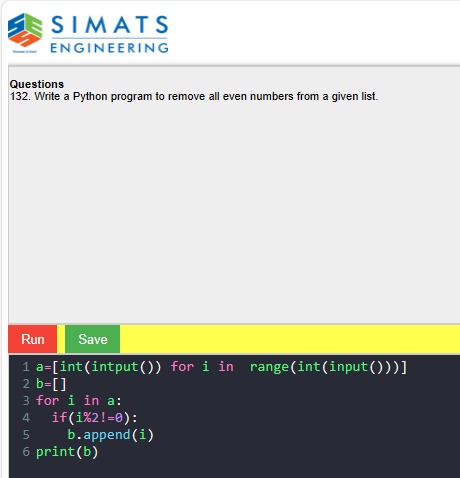 SIMATS
ENGINEERING
Questions
132. Write a Python program to remove all even numbers from a given list.
Run Save
1 a=[int(intput()) for i in  range(int(input()))]
2 b=[]
3 for i in a:
4   if(i%2!=0):
5     b.append(i)
6 print(b)